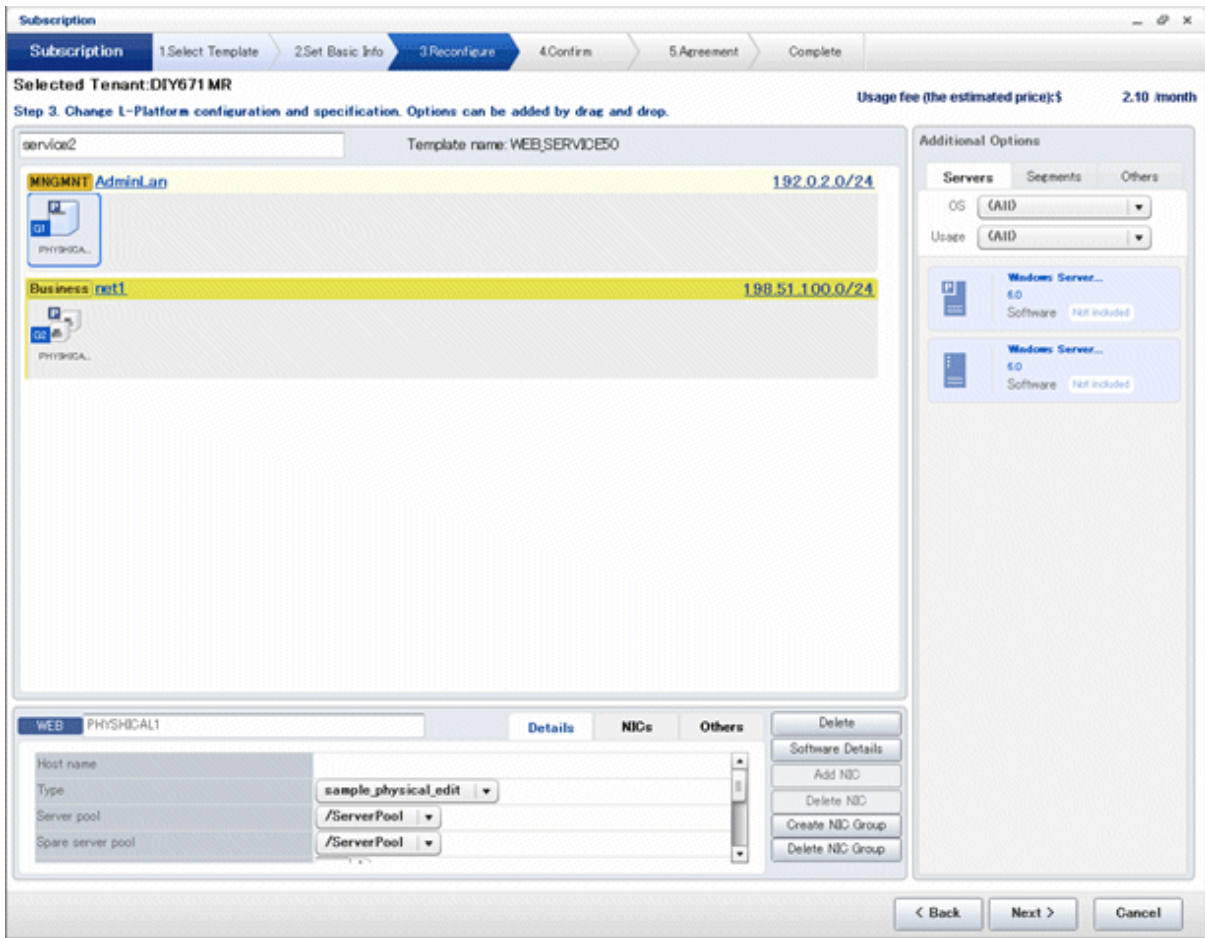 Subscription
Subscription 1.Select Template 2.Set Basic Info 3.Reconfigure 4.Confirm 5.Agreement Complete
Selected Tenant:DIY671 MR
Usage fee (the estimated price):$ 2.10 /month
Step 3. Change L-Platform configuration and specification. Options can be added by drag and drop.
service2 Template name: WEB_SERVICE50
MNGMNT AdminLan 192.0.2.0/24
P
G1
PHYSHICA...
Business net1 198.51.100.0/24
P
G2
PHYSHICA...
Additional Options
Servers Segments Others
OS (All)
Usage (All)
P
Windows Server...
6.0
Software Not included
Windows Server...
6.0
Software Not included
WEB PHYSHICAL1 Details NICs Others
Host name
Type sample_physical_edit
Server pool /ServerPool
Spare server pool /ServerPool
Delete
Software Details
Add NIC
Delete NIC
Create NIC Group
Delete NIC Group
< Back Next > Cancel